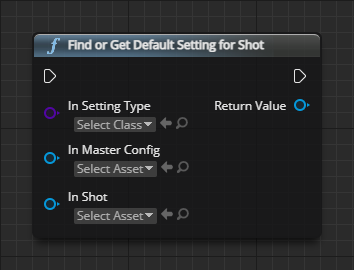 f Find or Get Default Setting for Shot
In Setting Type Return Value
Select Class
In Master Config
Select Asset
In Shot
Select Asset